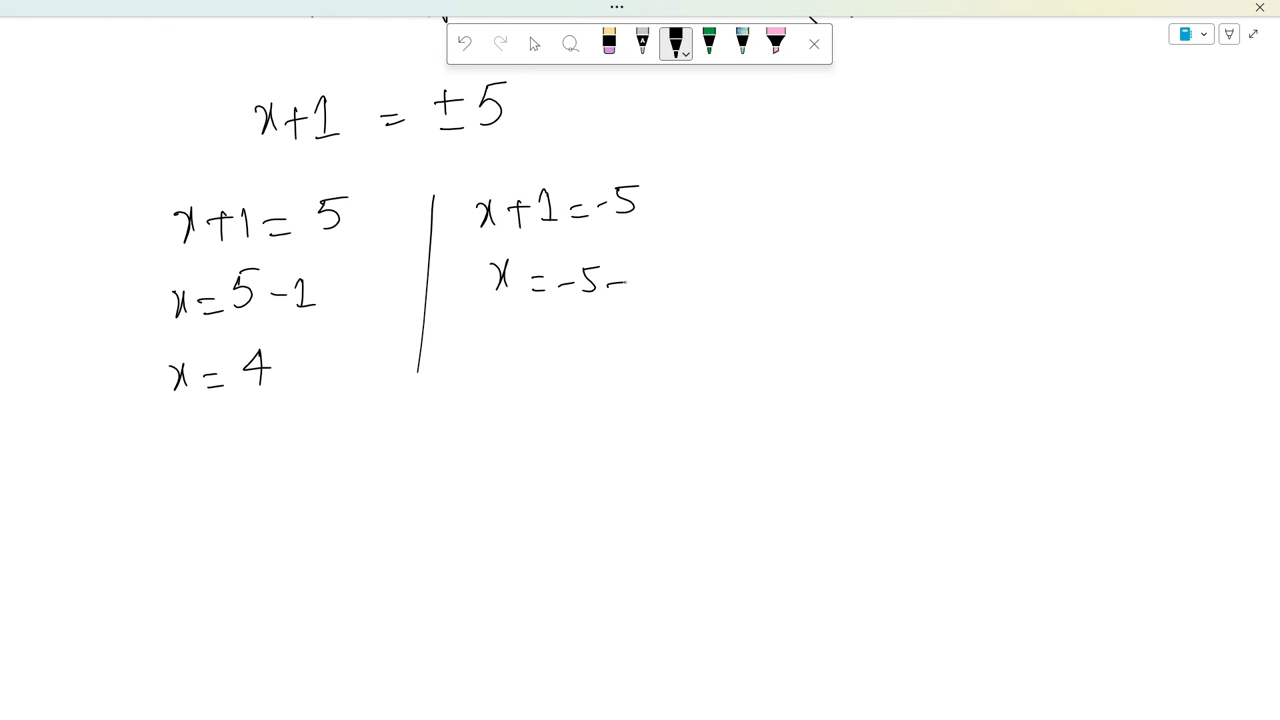 x+1 = ±5
x+1 = 5
x = 5 - 1
x = 4
x+1 = -5
x = -5 -